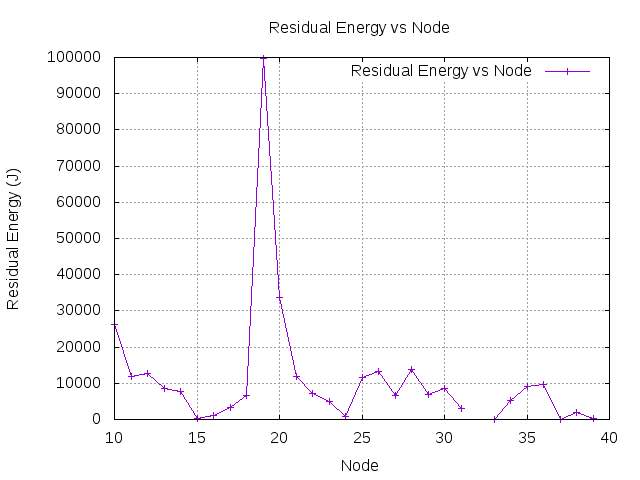 Residual Energy vs Node
Residual Energy vs Node
100000
90000
80000
70000
60000
50000
40000
30000
20000
10000
0
Residual Energy (J)
10 15 20 25 30 35 40
Node